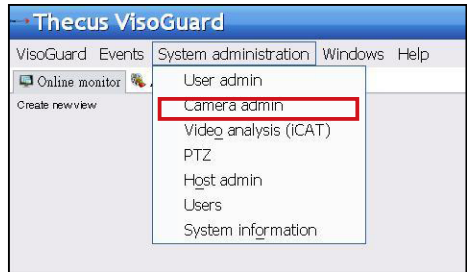 Thecus VisoGuard
VisoGuard Events System administration Windows Help
Online monitor
Create new view
User admin
Camera admin
Video analysis (iCAT)
PTZ
Host admin
Users
System information